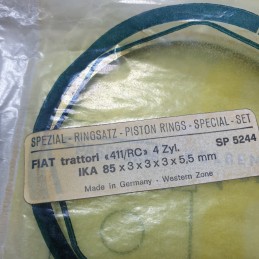 SPEZIAL - RINGSATZ - PISTON RINGS - SPECIAL - SET
FIAT trattori «411/RC» 4 Zyl. SP 5244
IKA 85 x 3 x 3 x 3 x 5,5 mm
Made in Germany - Western Zone